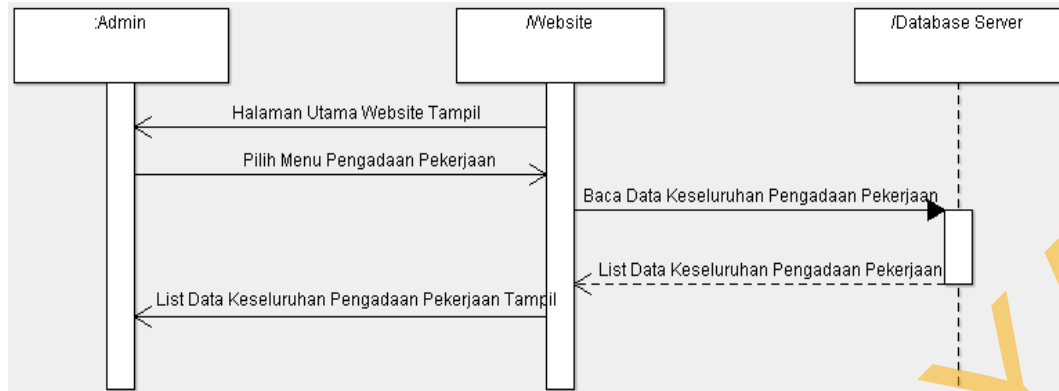 :Admin
/Website
/Database Server
Halaman Utama Website Tampil
Pilih Menu Pengadaan Pekerjaan
Baca Data Keseluruhan Pengadaan Pekerjaan
List Data Keseluruhan Pengadaan Pekerjaan
List Data Keseluruhan Pengadaan Pekerjaan Tampil